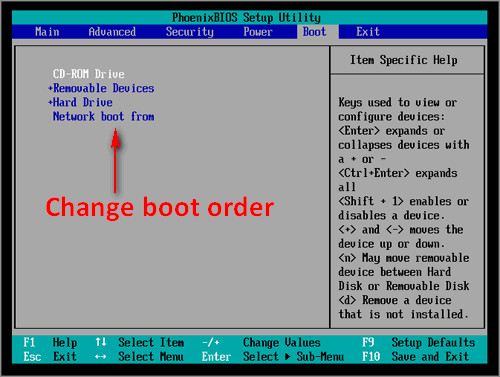 PhoenixBIOS Setup Utility
Main Advanced Security Power Boot Exit
CD-ROM Drive
+Removable Devices
+Hard Drive
Network boot from
Change boot order
Item Specific Help
Keys used to view or
configure devices:
<Enter> expands or
collapses devices with
a + or -
<Ctrl+Enter> expands
all
<Shift + 1> enables or
disables a device.
<+> and <-> moves the
device up or down.
<n> May move removable
device between Hard
Disk or Removable Disk
<d> Remove a device
that is not installed.
F1 Help ↑↓ Select Item -/+ Change Values F9 Setup Defaults
Esc Exit ↔ Select Menu Enter Select ▶ Sub-Menu F10 Save and Exit